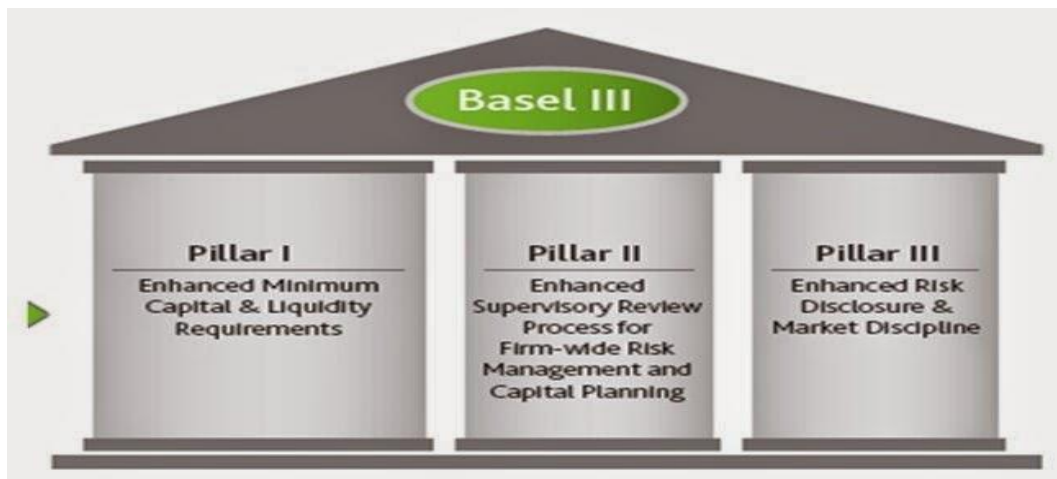 Basel III
Pillar I
Enhanced Minimum
Capital & Liquidity
Requirements
Pillar II
Enhanced
Supervisory Review
Process for
Firm-wide Risk
Management and
Capital Planning
Pillar III
Enhanced Risk
Disclosure &
Market Discipline